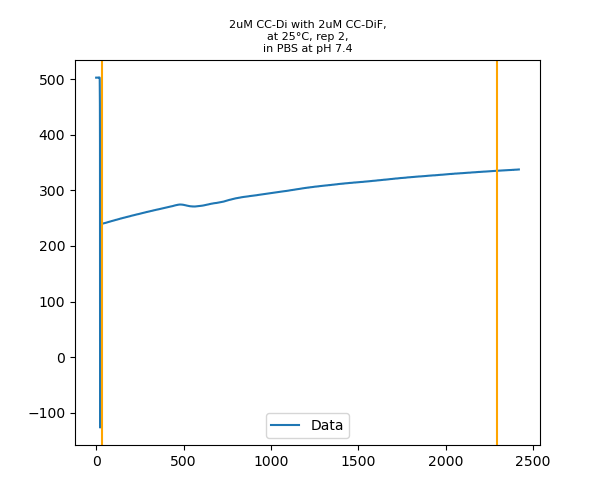 2uM CC-Di with 2uM CC-DiF,
at 25°C, rep 2,
in PBS at pH 7.4
500
400
300
200
100
0
−100
Data
0 500 1000 1500 2000 2500